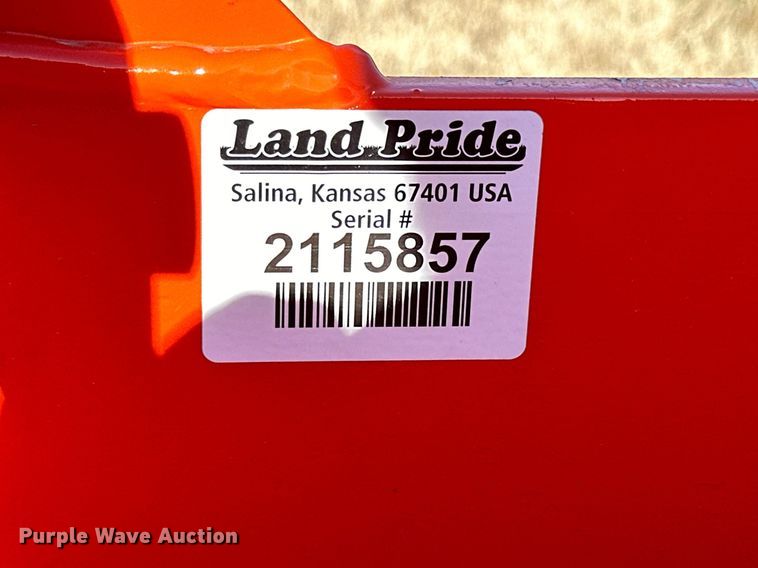 Land Pride
Salina, Kansas 67401 USA
Serial #
2115857
Purple Wave Auction